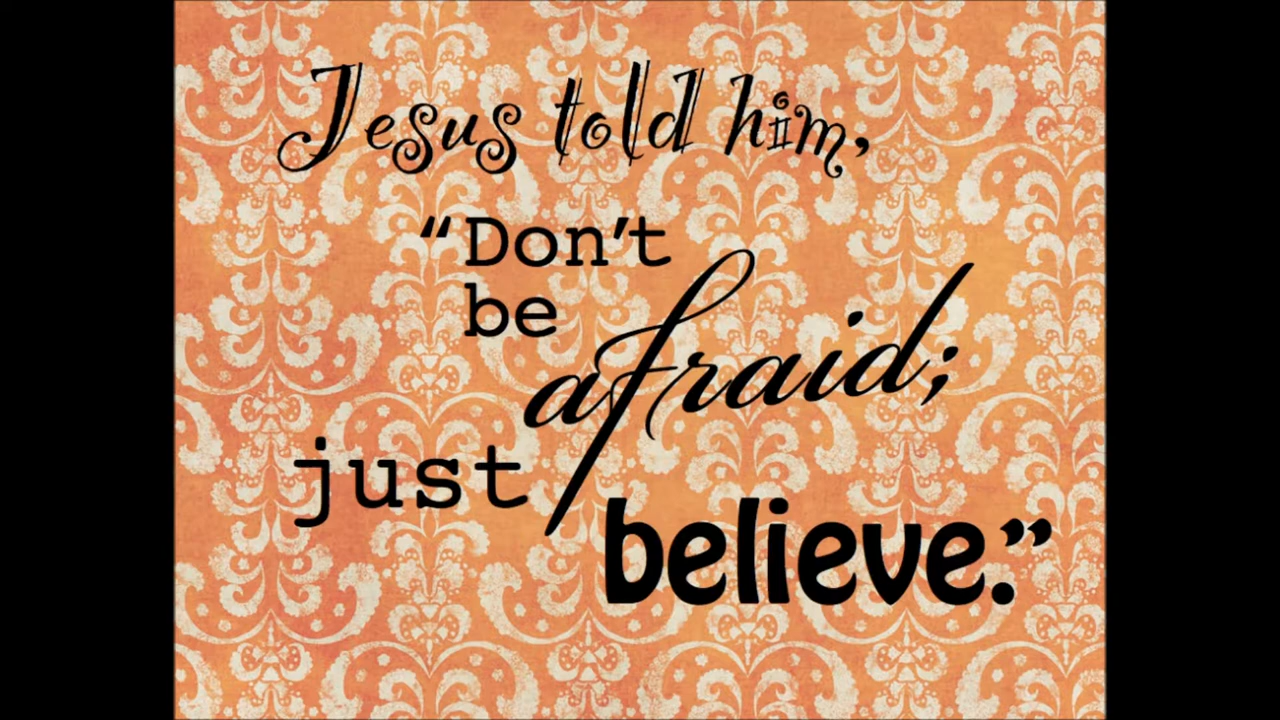 Jesus told him,
“Don’t
be
afraid;
just
believe.”